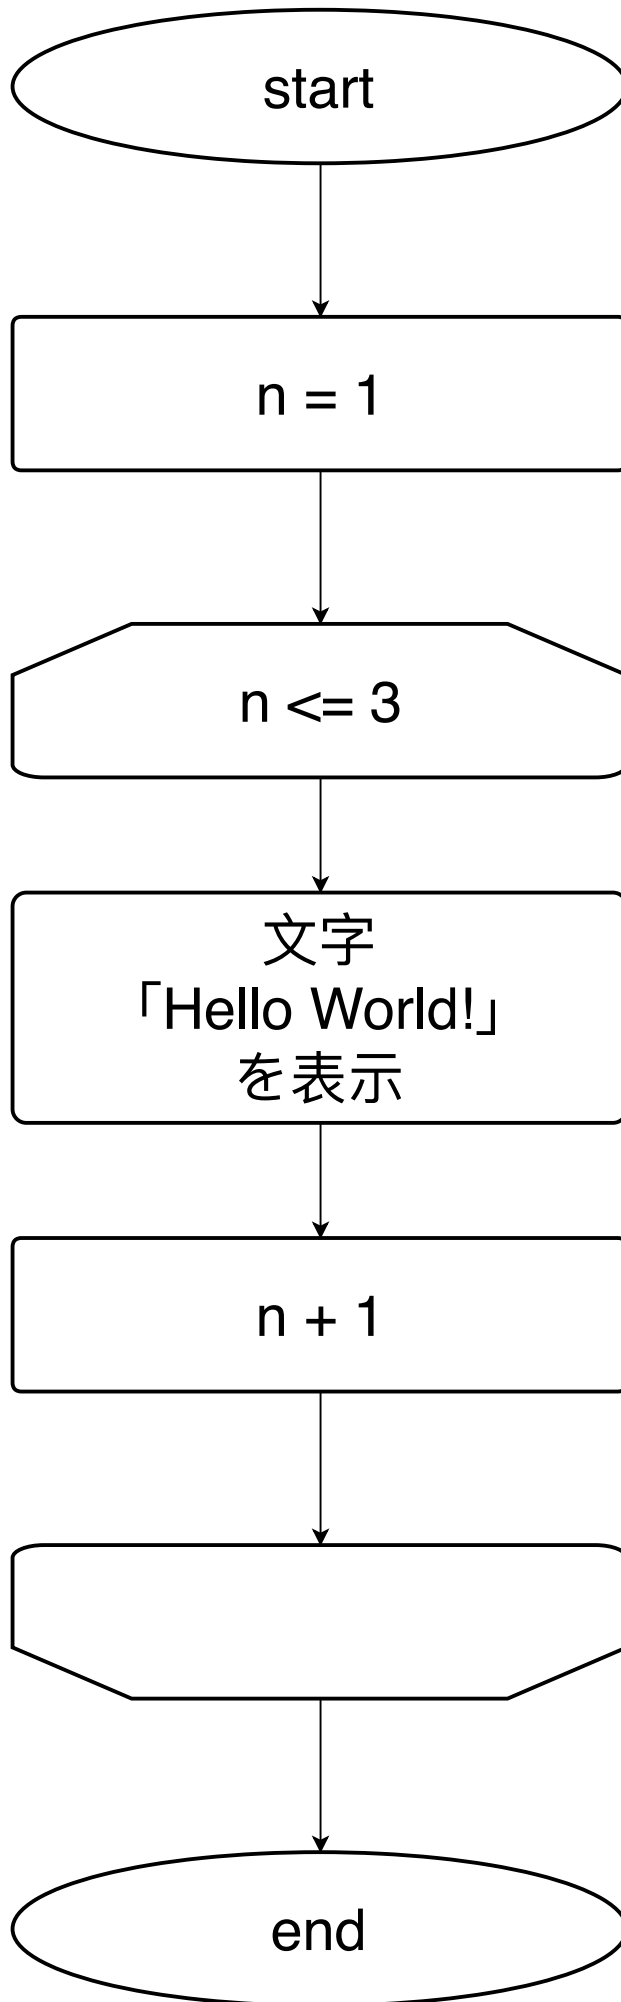 start
n = 1
n <= 3
文字
「Hello World!」
を表示
n + 1
end